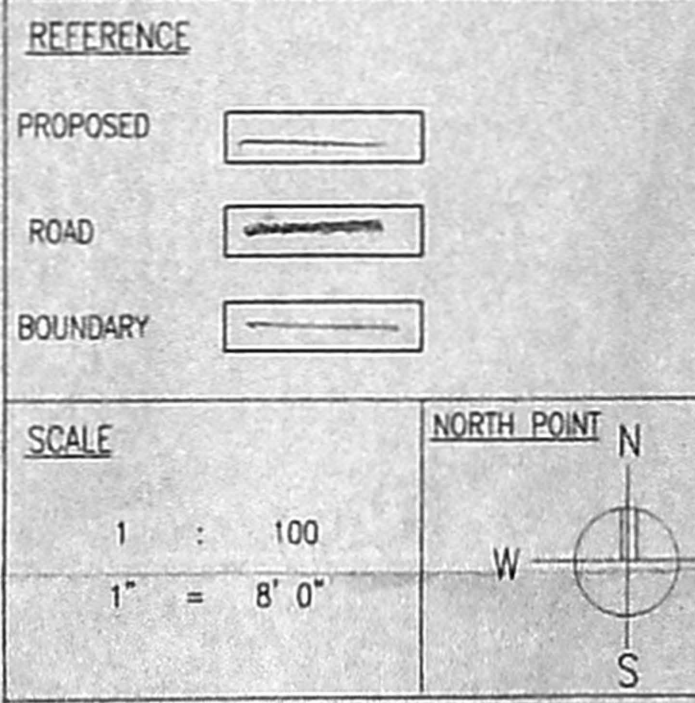 REFERENCE
PROPOSED
ROAD
BOUNDARY
SCALE
1 : 100
1" = 8' 0"
NORTH POINT
N
W
S